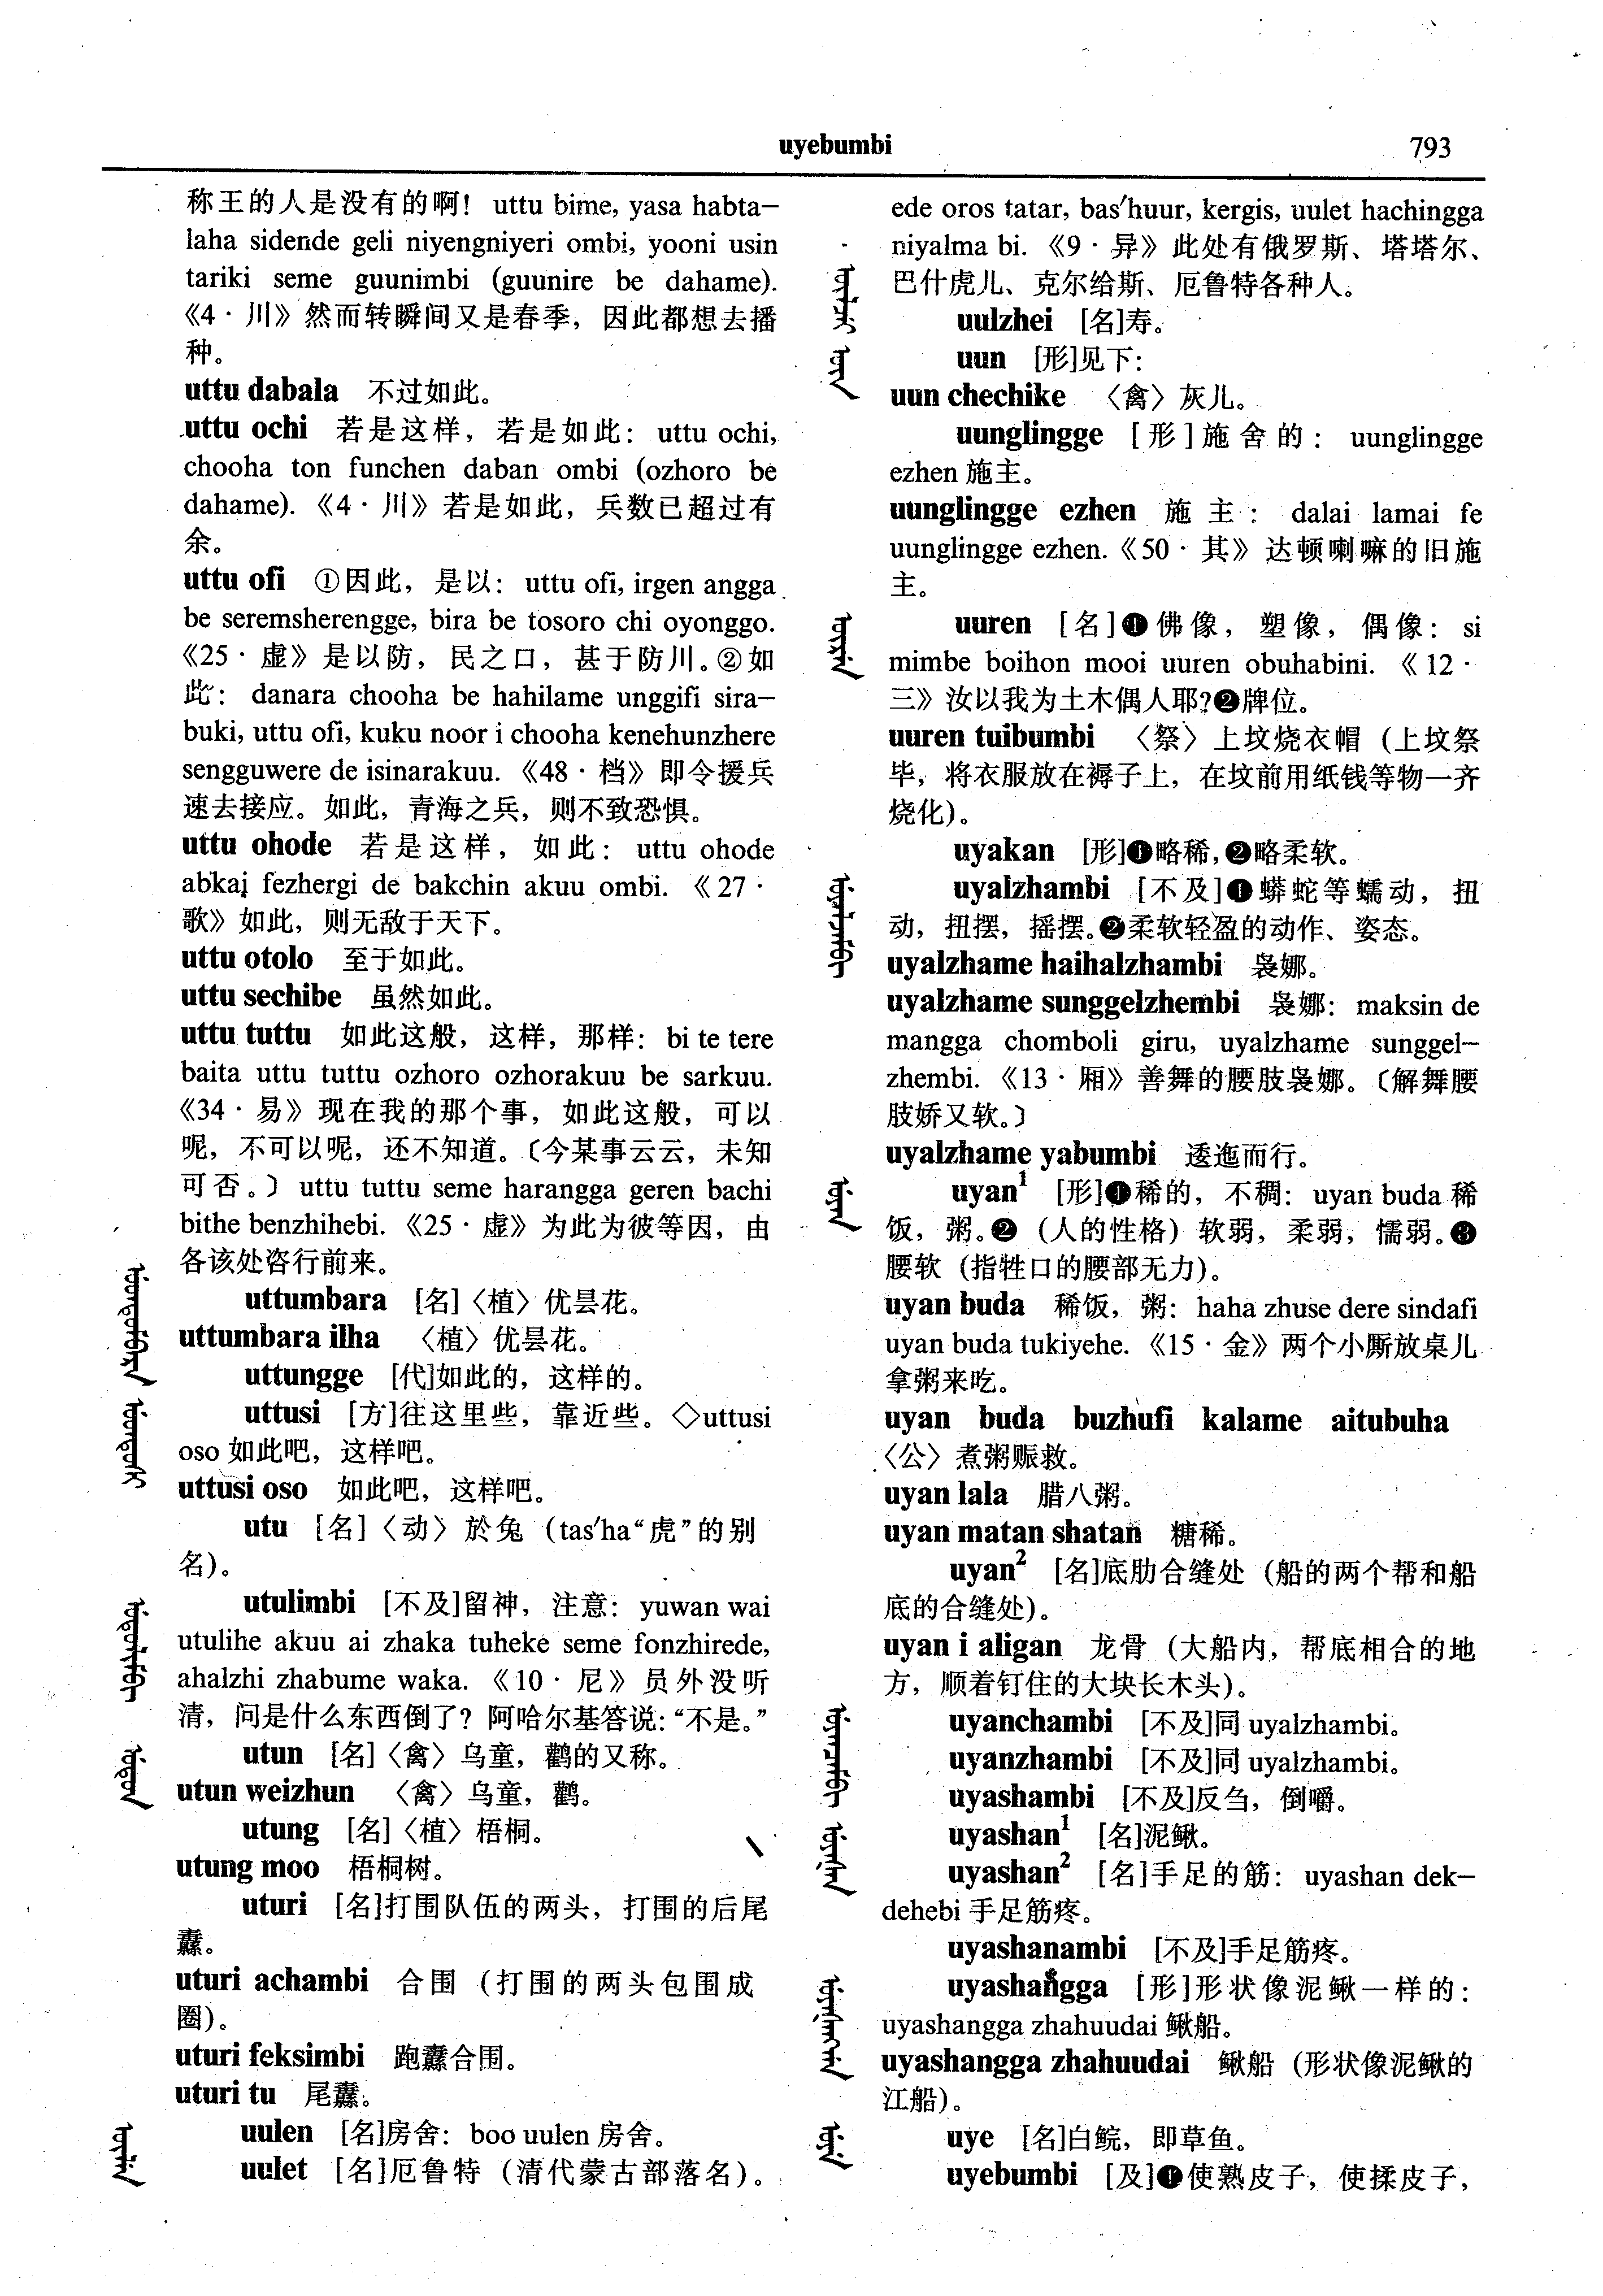 uyebumbi
793
称王的人是没有的啊！ uttu bime, yasa habta—
laha sidende geli niyengniyeri ombi, yooni usin
tariki seme guunimbi (guunire be dahame).
《4 · 川》然而转瞬间又是春季，因此都想去播
种。
uttu dabala 不过如此。
uttu ochi 若是这样，若是如此： uttu ochi,
chooha ton funchen daban ombi (ozhoro be
dahame). 《4 · 川》若是如此，兵数已超过有
余。
uttu ofi ①因此，是以： uttu ofi, irgen angga
be seremsherengge, bira be tosoro chi oyonggo.
《25 · 虚》是以防，民之口，甚于防川。②如
此： danara chooha be hahilame unggifi sira—
buki, uttu ofi, kuku noor i chooha kenehunzhere
sengguwere de isinarakuu. 《48 · 档》即令援兵
速去接应。如此，青海之兵，则不致恐惧。
uttu ohode 若是这样，如此： uttu ohode
abkai fezhergi de bakchin akuu ombi. 《27 ·
歌》如此，则无敌于天下。
uttu otolo 至于如此。
uttu sechibe 虽然如此。
uttu tuttu 如此这般，这样，那样： bi te tere
baita uttu tuttu ozhoro ozhorakuu be sarkuu.
《34 · 易》现在我的那个事，如此这般，可以
呢，不可以呢，还不知道。〔今某事云云，未知
可否。〕 uttu tuttu seme harangga geren bachi
bithe benzhihebi. 《25 · 虚》为此为彼等因，由
各该处咨行前来。
uttumbara [名]〈植〉优昙花。
uttumbara ilha 〈植〉优昙花。
uttungge [代]如此的，这样的。
uttusi [方]往这里些，靠近些。◇uttusi
oso 如此吧，这样吧。
uttusi oso 如此吧，这样吧。
utu [名]〈动〉於兔（tas'ha“虎”的别
名）。
utulimbi [不及]留神，注意： yuwan wai
utulihe akuu ai zhaka tuheke seme fonzhirede,
ahalzhi zhabume waka. 《10 · 尼》员外没听
清，问是什么东西倒了？阿哈尔基答说：“不是。”
utun [名]〈禽〉乌童，鹳的又称。
utun weizhun 〈禽〉乌童，鹳。
utung [名]〈植〉梧桐。
utung moo 梧桐树。
uturi [名]打围队伍的两头，打围的后尾
纛。
uturi achambi 合围（打围的两头包围成
圈）。
uturi feksimbi 跑纛合围。
uturi tu 尾纛。
uulen [名]房舍： boo uulen 房舍。
uulet [名]厄鲁特（清代蒙古部落名）。
ede oros tatar, bas'huur, kergis, uulet hachingga
niyalma bi. 《9 · 异》此处有俄罗斯、塔塔尔、
巴什虎儿、克尔给斯、厄鲁特各种人。
uulzhei [名]寿。
uun [形]见下：
uun chechike 〈禽〉灰儿。
uunglingge [形]施舍的： uunglingge
ezhen 施主。
uunglingge ezhen 施主： dalai lamai fe
uunglingge ezhen. 《50 · 其》达顿喇嘛的旧施
主。
uuren [名]❶佛像，塑像，偶像： si
mimbe boihon mooi uuren obuhabini. 《12 ·
三》汝以我为土木偶人耶?❷牌位。
uuren tuibumbi 〈祭〉上坟烧衣帽（上坟祭
毕，将衣服放在褥子上，在坟前用纸钱等物一齐
烧化）。
uyakan [形]❶略稀，❷略柔软。
uyalzhambi [不及]❶蟒蛇等蠕动，扭
动，扭摆，摇摆。❷柔软轻盈的动作、姿态。
uyalzhame haihalzhambi 袅娜。
uyalzhame sunggelzhembi 袅娜： maksin de
mangga chomboli giru, uyalzhame sunggel—
zhembi. 《13 · 厢》善舞的腰肢袅娜。〔解舞腰
肢娇又软。〕
uyalzhame yabumbi 逶迤而行。
uyan¹ [形]❶稀的，不稠： uyan buda 稀
饭，粥。❷（人的性格）软弱，柔弱，懦弱。❸
腰软（指牲口的腰部无力）。
uyan buda 稀饭，粥： haha zhuse dere sindafi
uyan buda tukiyehe. 《15 · 金》两个小厮放桌儿
拿粥来吃。
uyan buda buzhufi kalame aitubuha
〈公〉煮粥赈救。
uyan lala 腊八粥。
uyan matan shatan 糖稀。
uyan² [名]底肋合缝处（船的两个帮和船
底的合缝处）。
uyan i aligan 龙骨（大船内，帮底相合的地
方，顺着钉住的大块长木头）。
uyanchambi [不及]同 uyalzhambi。
uyanzhambi [不及]同 uyalzhambi。
uyashambi [不及]反刍，倒嚼。
uyashan¹ [名]泥鳅。
uyashan² [名]手足的筋： uyashan dek—
dehebi 手足筋疼。
uyashanambi [不及]手足筋疼。
uyashangga [形]形状像泥鳅一样的：
uyashangga zhahuudai 鳅船。
uyashangga zhahuudai 鳅船（形状像泥鳅的
江船）。
uye [名]白鲩，即草鱼。
uyebumbi [及]❶使熟皮子，使揉皮子，